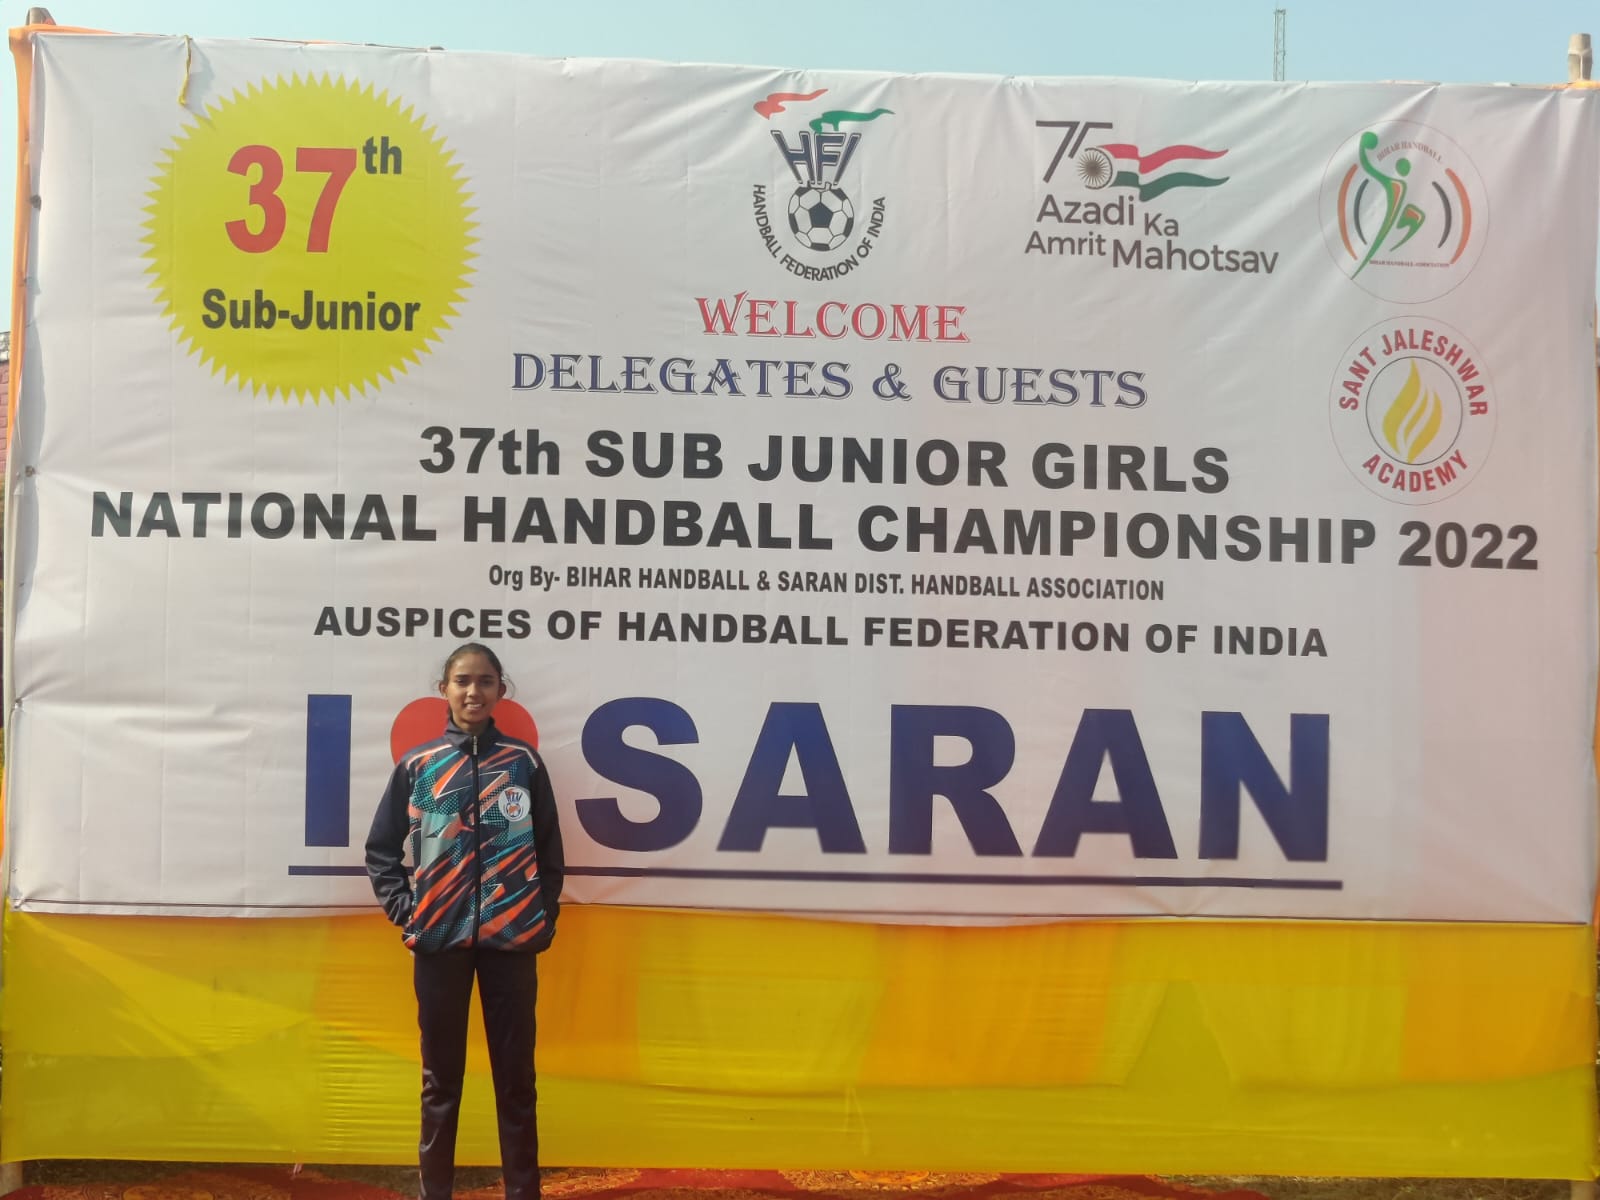 37th
Sub-Junior
HFI
HANDBALL FEDERATION OF INDIA
75
Azadi Ka
Amrit Mahotsav
BIHAR HANDBALL
BIHAR HANDBALL ASSOCIATION
SANT JALESHWAR
ACADEMY
WELCOME
DELEGATES & GUESTS
37th SUB JUNIOR GIRLS
NATIONAL HANDBALL CHAMPIONSHIP 2022
Org By- BIHAR HANDBALL & SARAN DIST. HANDBALL ASSOCIATION
AUSPICES OF HANDBALL FEDERATION OF INDIA
I SARAN
HFI